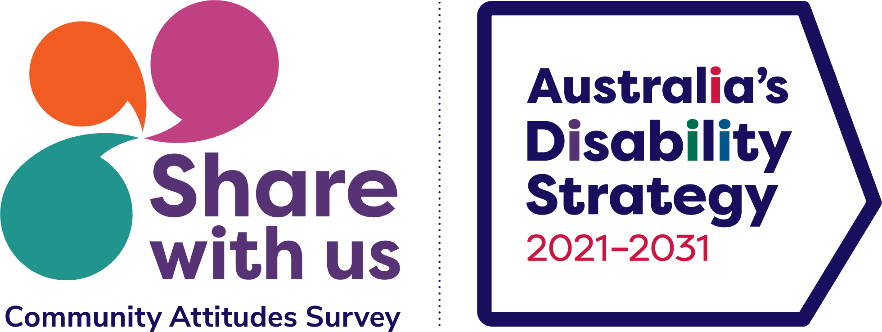 Share
with us
Community Attitudes Survey
Australia's
Disability
Strategy
2021–2031